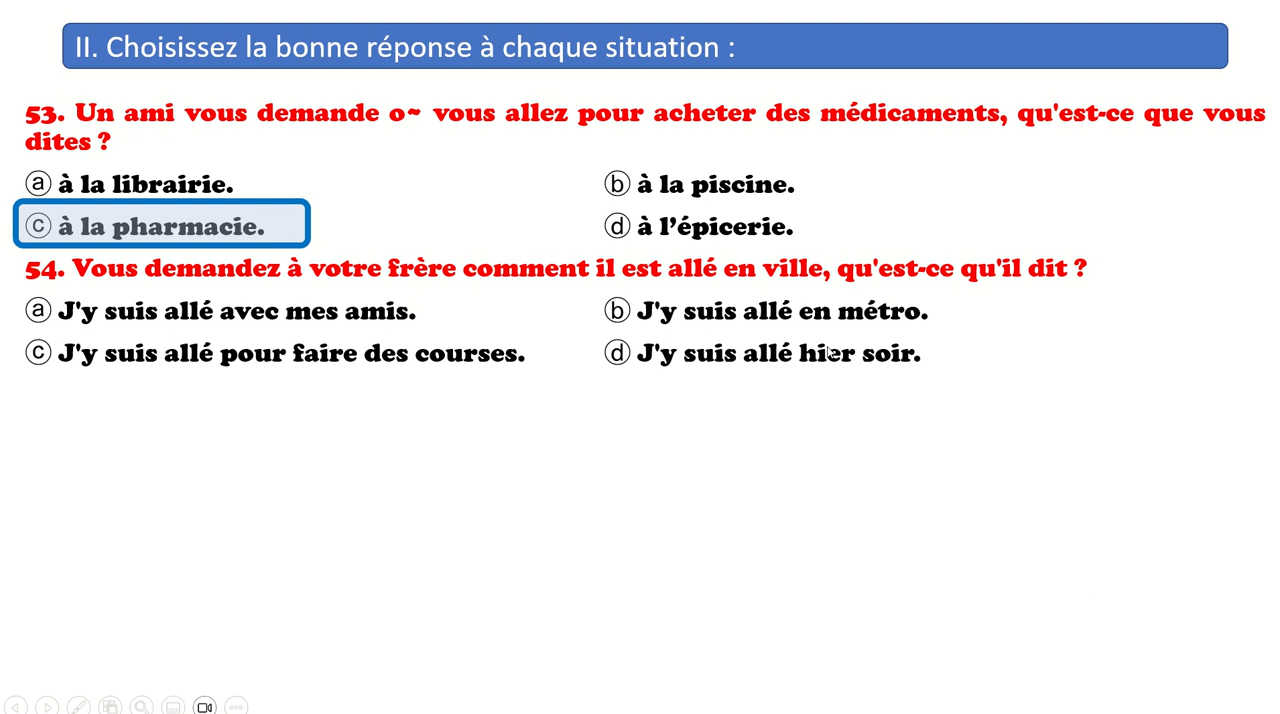 II. Choisissez la bonne réponse à chaque situation :
53. Un ami vous demande o~ vous allez pour acheter des médicaments, qu'est-ce que vous
dites ?
ⓐ à la librairie. ⓑ à la piscine.
ⓒ à la pharmacie. ⓓ à l’épicerie.
54. Vous demandez à votre frère comment il est allé en ville, qu'est-ce qu'il dit ?
ⓐ J'y suis allé avec mes amis. ⓑ J'y suis allé en métro.
ⓒ J'y suis allé pour faire des courses. ⓓ J'y suis allé hier soir.